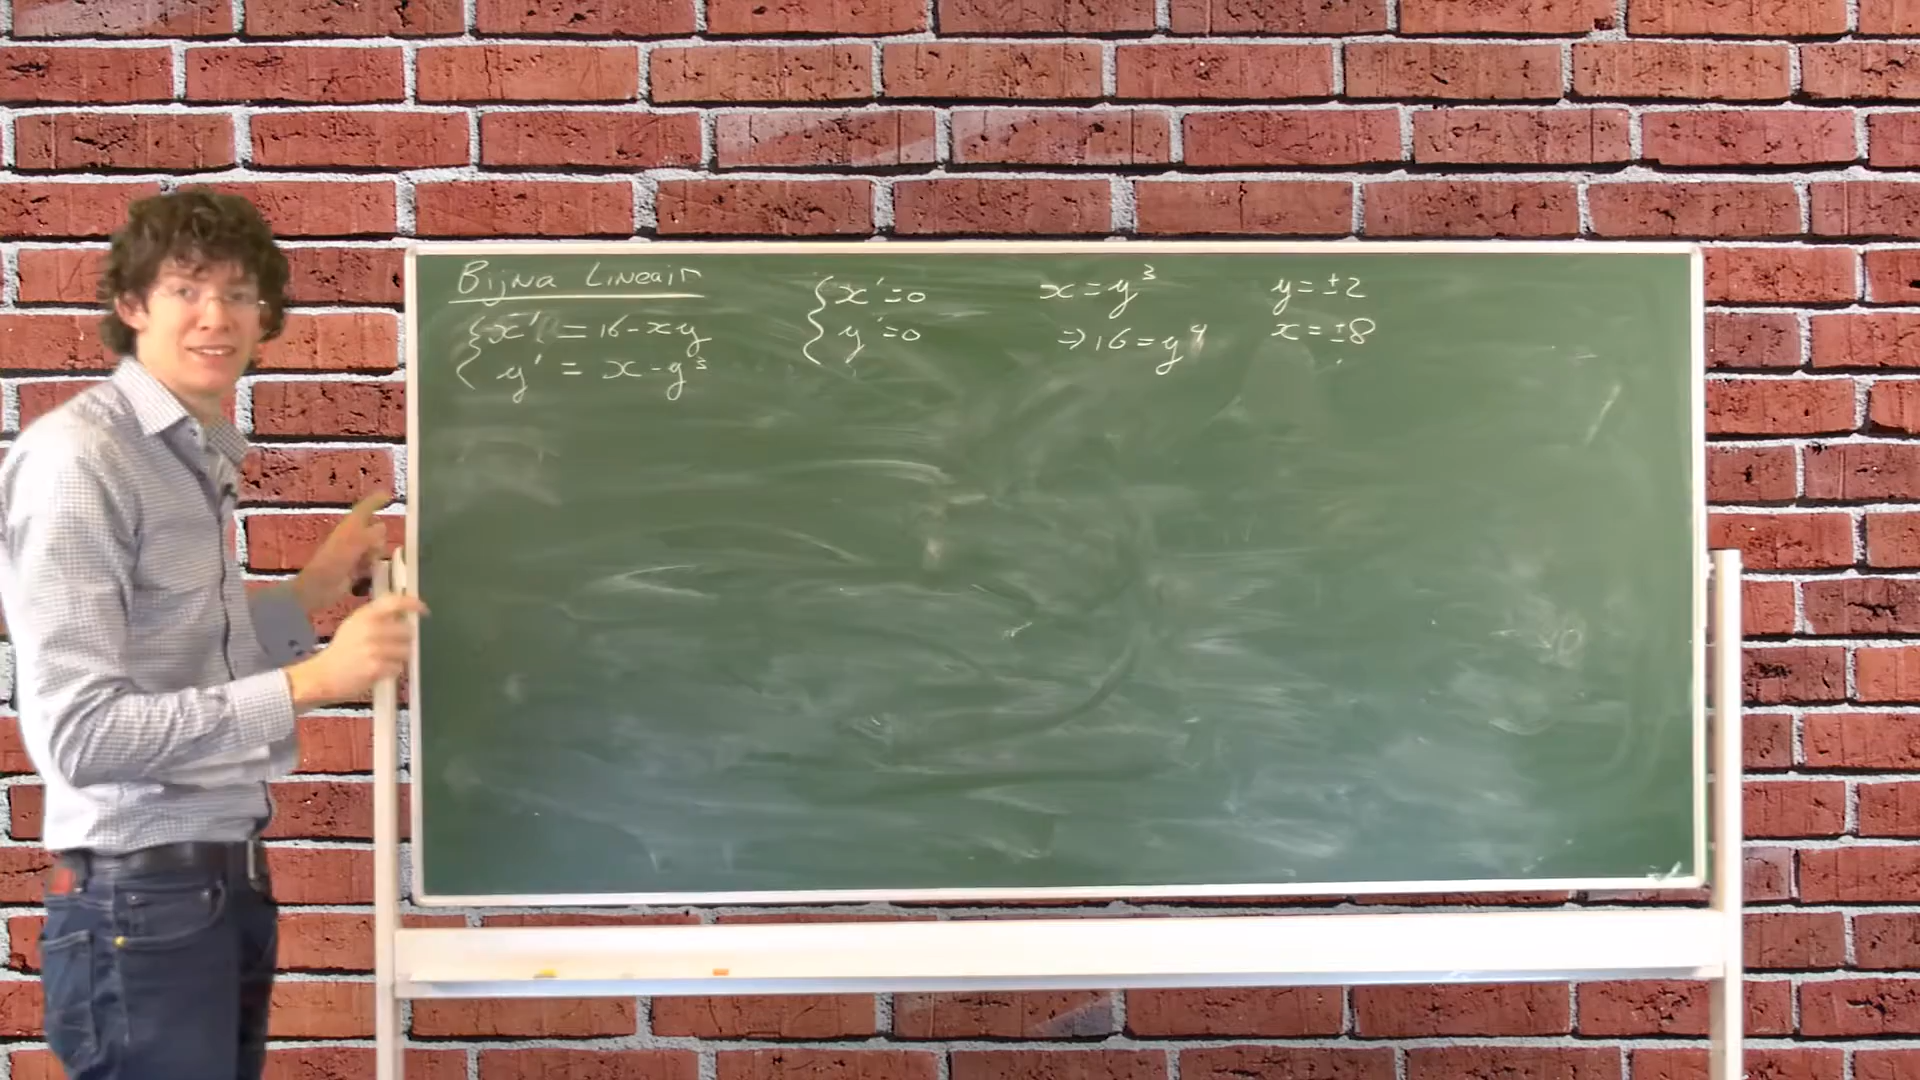 Bijna Lineair
{ x' = 16 - xy
y' = x - y³
{ x' = 0
y' = 0
x = y³
⇒ 16 = y⁴
y = ±2
x = ±8